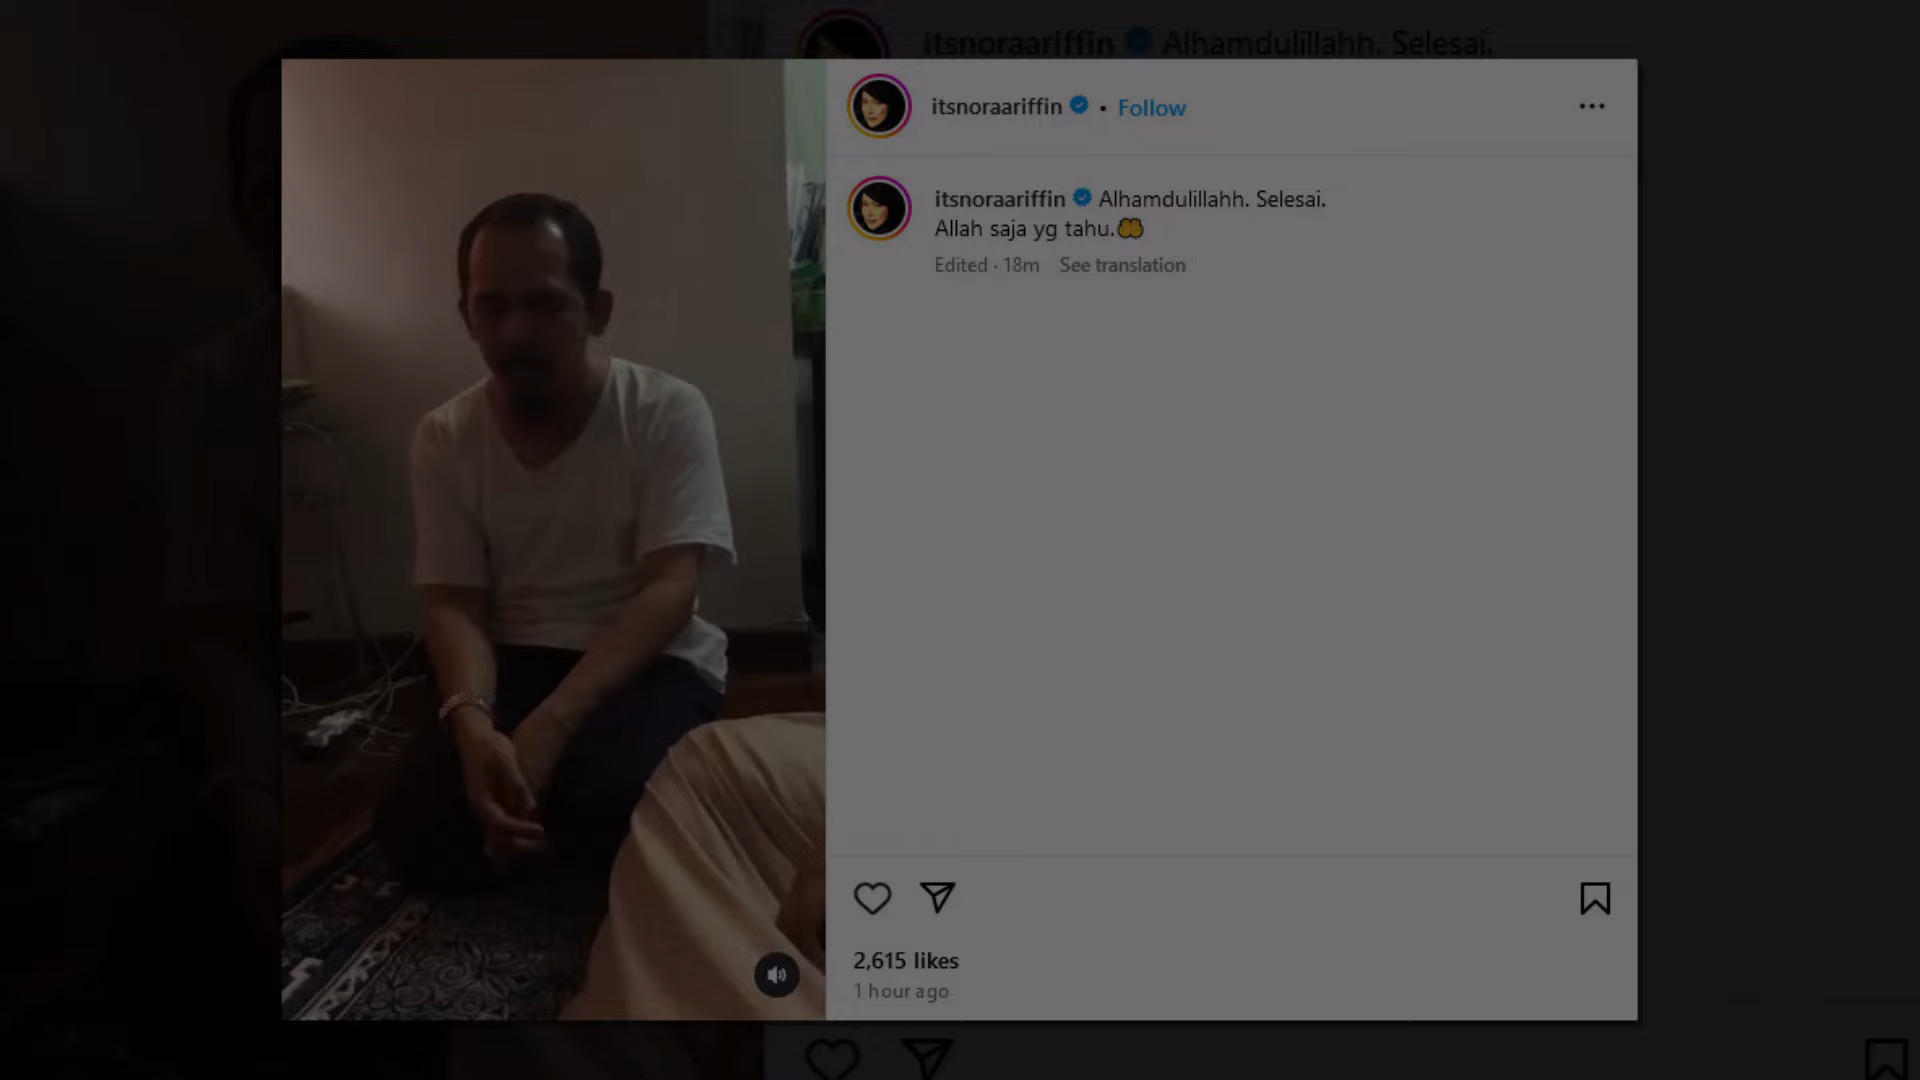 itsnoraariffin Alhamdulillahh. Selesai.
itsnoraariffin • Follow
itsnoraariffin Alhamdulillahh. Selesai.
Allah saja yg tahu.
Edited · 18m See translation
2,615 likes
1 hour ago